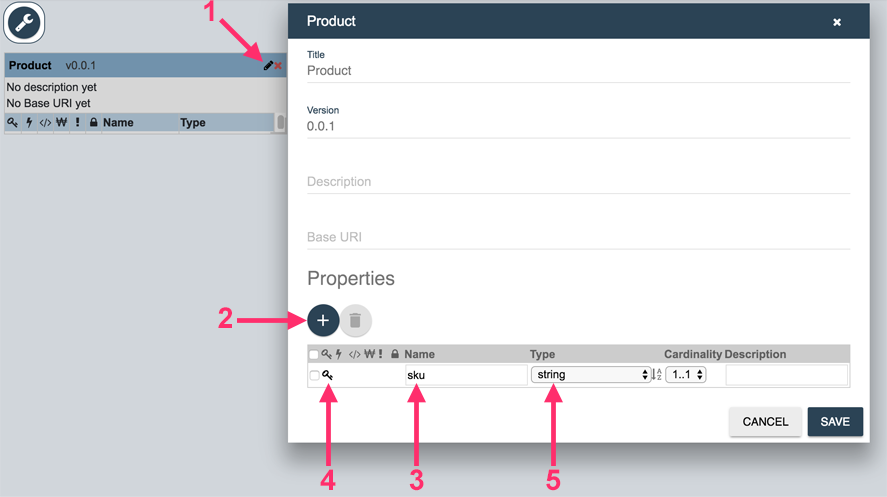 1
Product
Product v0.0.1
Title
Product
No description yet
No Base URI yet
Version
0.0.1
</> ₩ ! Name Type
Description
Base URI
Properties
2
+
</> ₩ ! Name Type Cardinality Description
sku string AZ 1..1
CANCEL SAVE
4 3 5